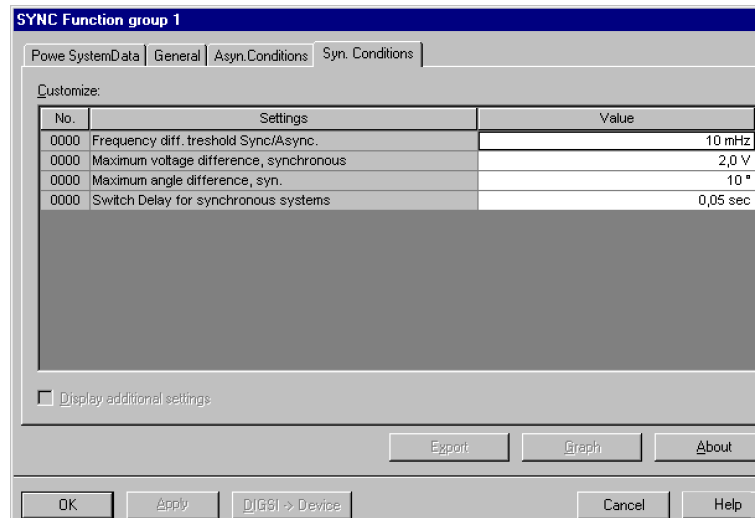 SYNC Function group 1
Powe SystemData General Asyn.Conditions Syn. Conditions
Customize:
No. Settings Value
0000 Frequency diff. treshold Sync/Async. 10 mHz
0000 Maximum voltage difference, synchronous 2,0 V
0000 Maximum angle difference, syn. 10 °
0000 Switch Delay for synchronous systems 0,05 sec
Display additional settings
Export Graph About
OK Apply DIGSI -> Device Cancel Help